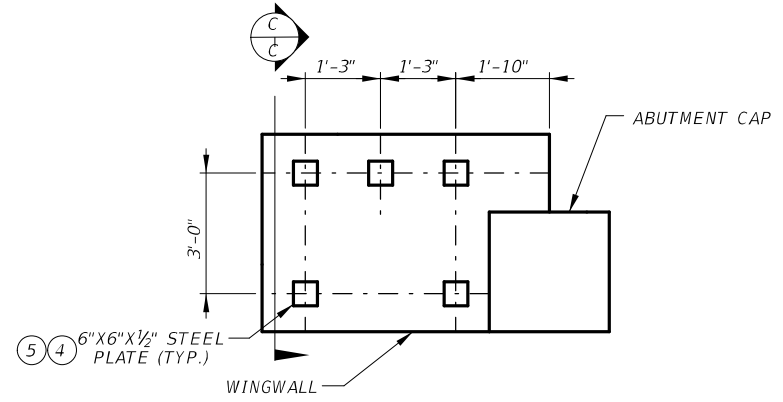 C
C
1'-3" 1'-3" 1'-10"
ABUTMENT CAP
3'-0"
5 4 6"X6"X½" STEEL
PLATE (TYP.)
WINGWALL